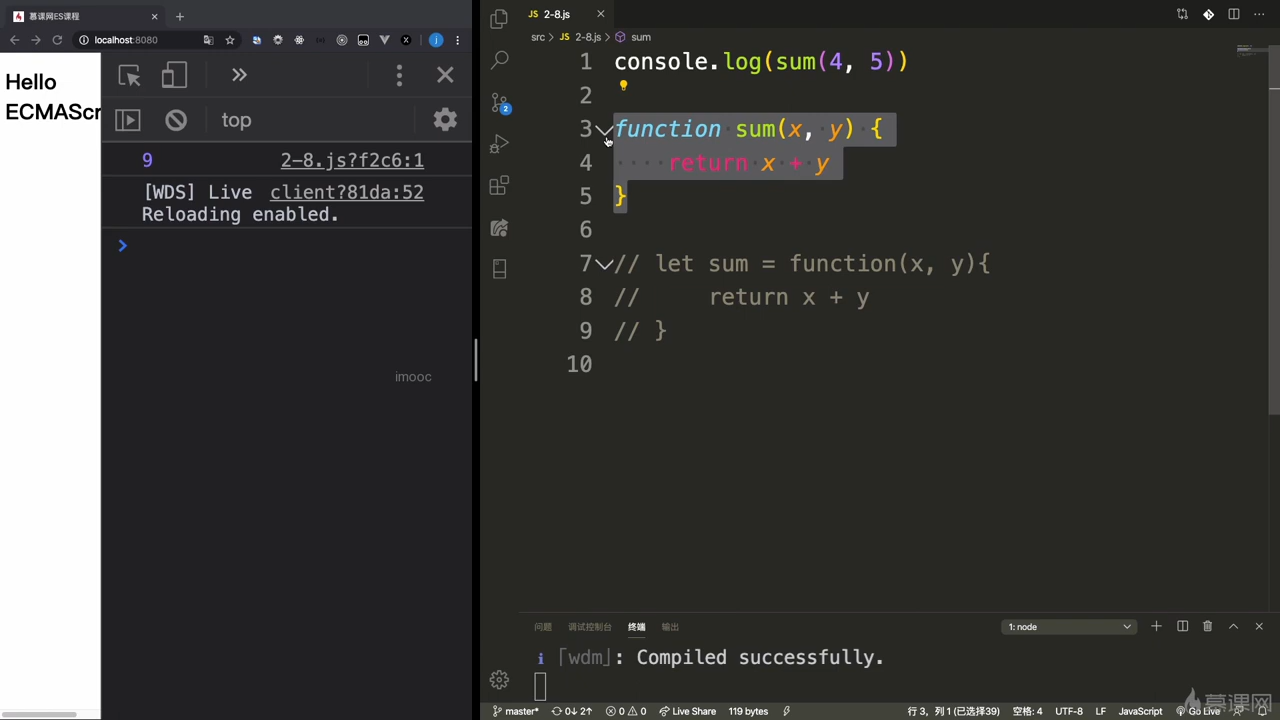 慕课网ES课程
localhost:8080
Hello
ECMAScr
top
9 2-8.js?f2c6:1
[WDS] Live client?81da:52
Reloading enabled.
imooc
JS 2-8.js
src > JS 2-8.js > sum
1 console.log(sum(4, 5))
2
3 function sum(x, y) {
4 return x + y
5 }
6
7 // let sum = function(x, y){
8 // return x + y
9 // }
10
2
问题 调试控制台 终端 输出 1: node
i 「wdm」: Compiled successfully.
master* 0↓ 2↑ 0 0 Live Share 119 bytes 行 3, 列 1 (已选择39) 空格: 4 UTF-8 LF JavaScript Go Live
慕课网